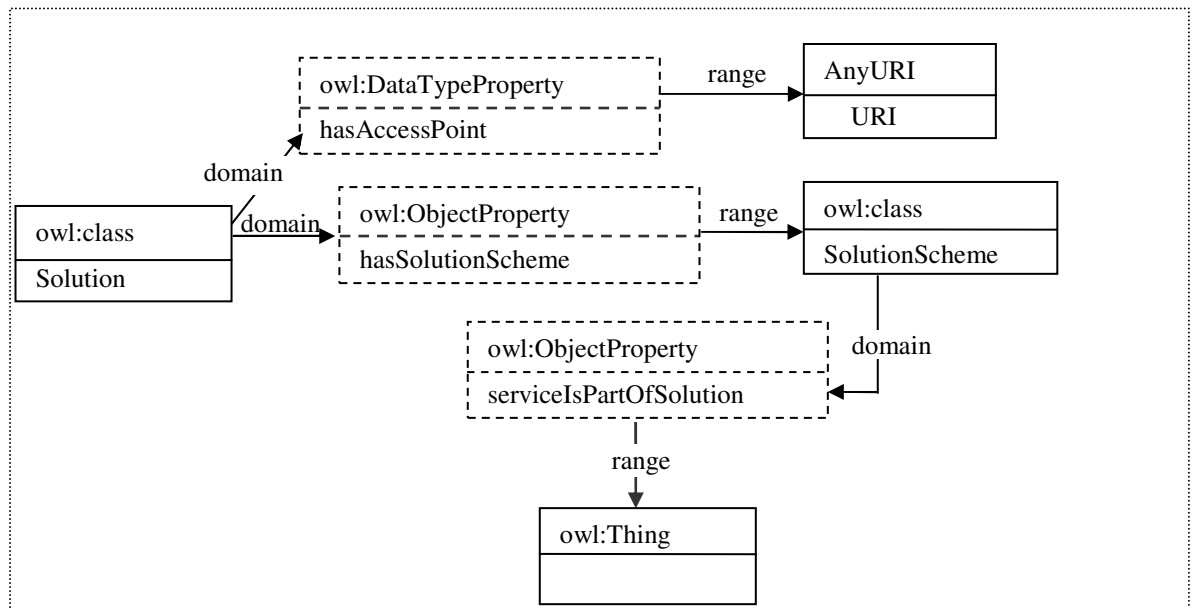 owl:DataTypeProperty
hasAccessPoint
range
AnyURI
URI
domain
owl:class
Solution
domain
owl:ObjectProperty
hasSolutionScheme
range
owl:class
SolutionScheme
domain
owl:ObjectProperty
serviceIsPartOfSolution
range
owl:Thing